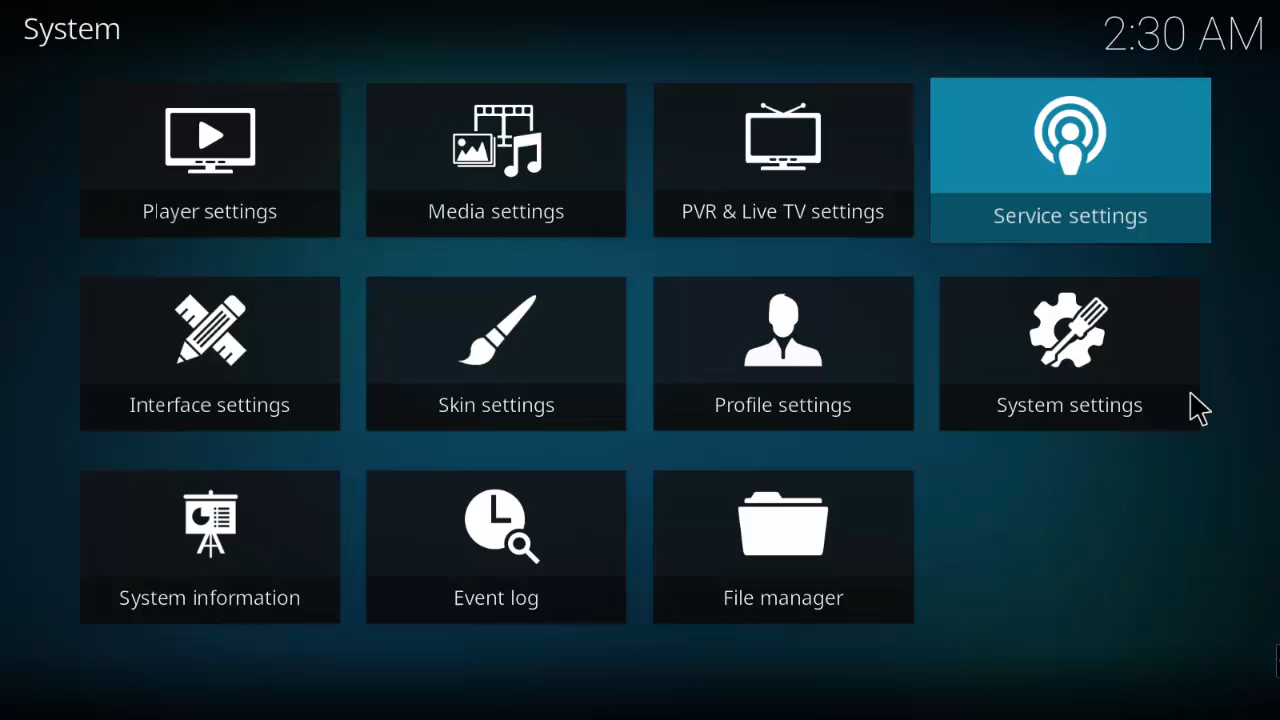 System
2:30 AM
Player settings
Media settings
PVR & Live TV settings
Service settings
Interface settings
Skin settings
Profile settings
System settings
System information
Event log
File manager